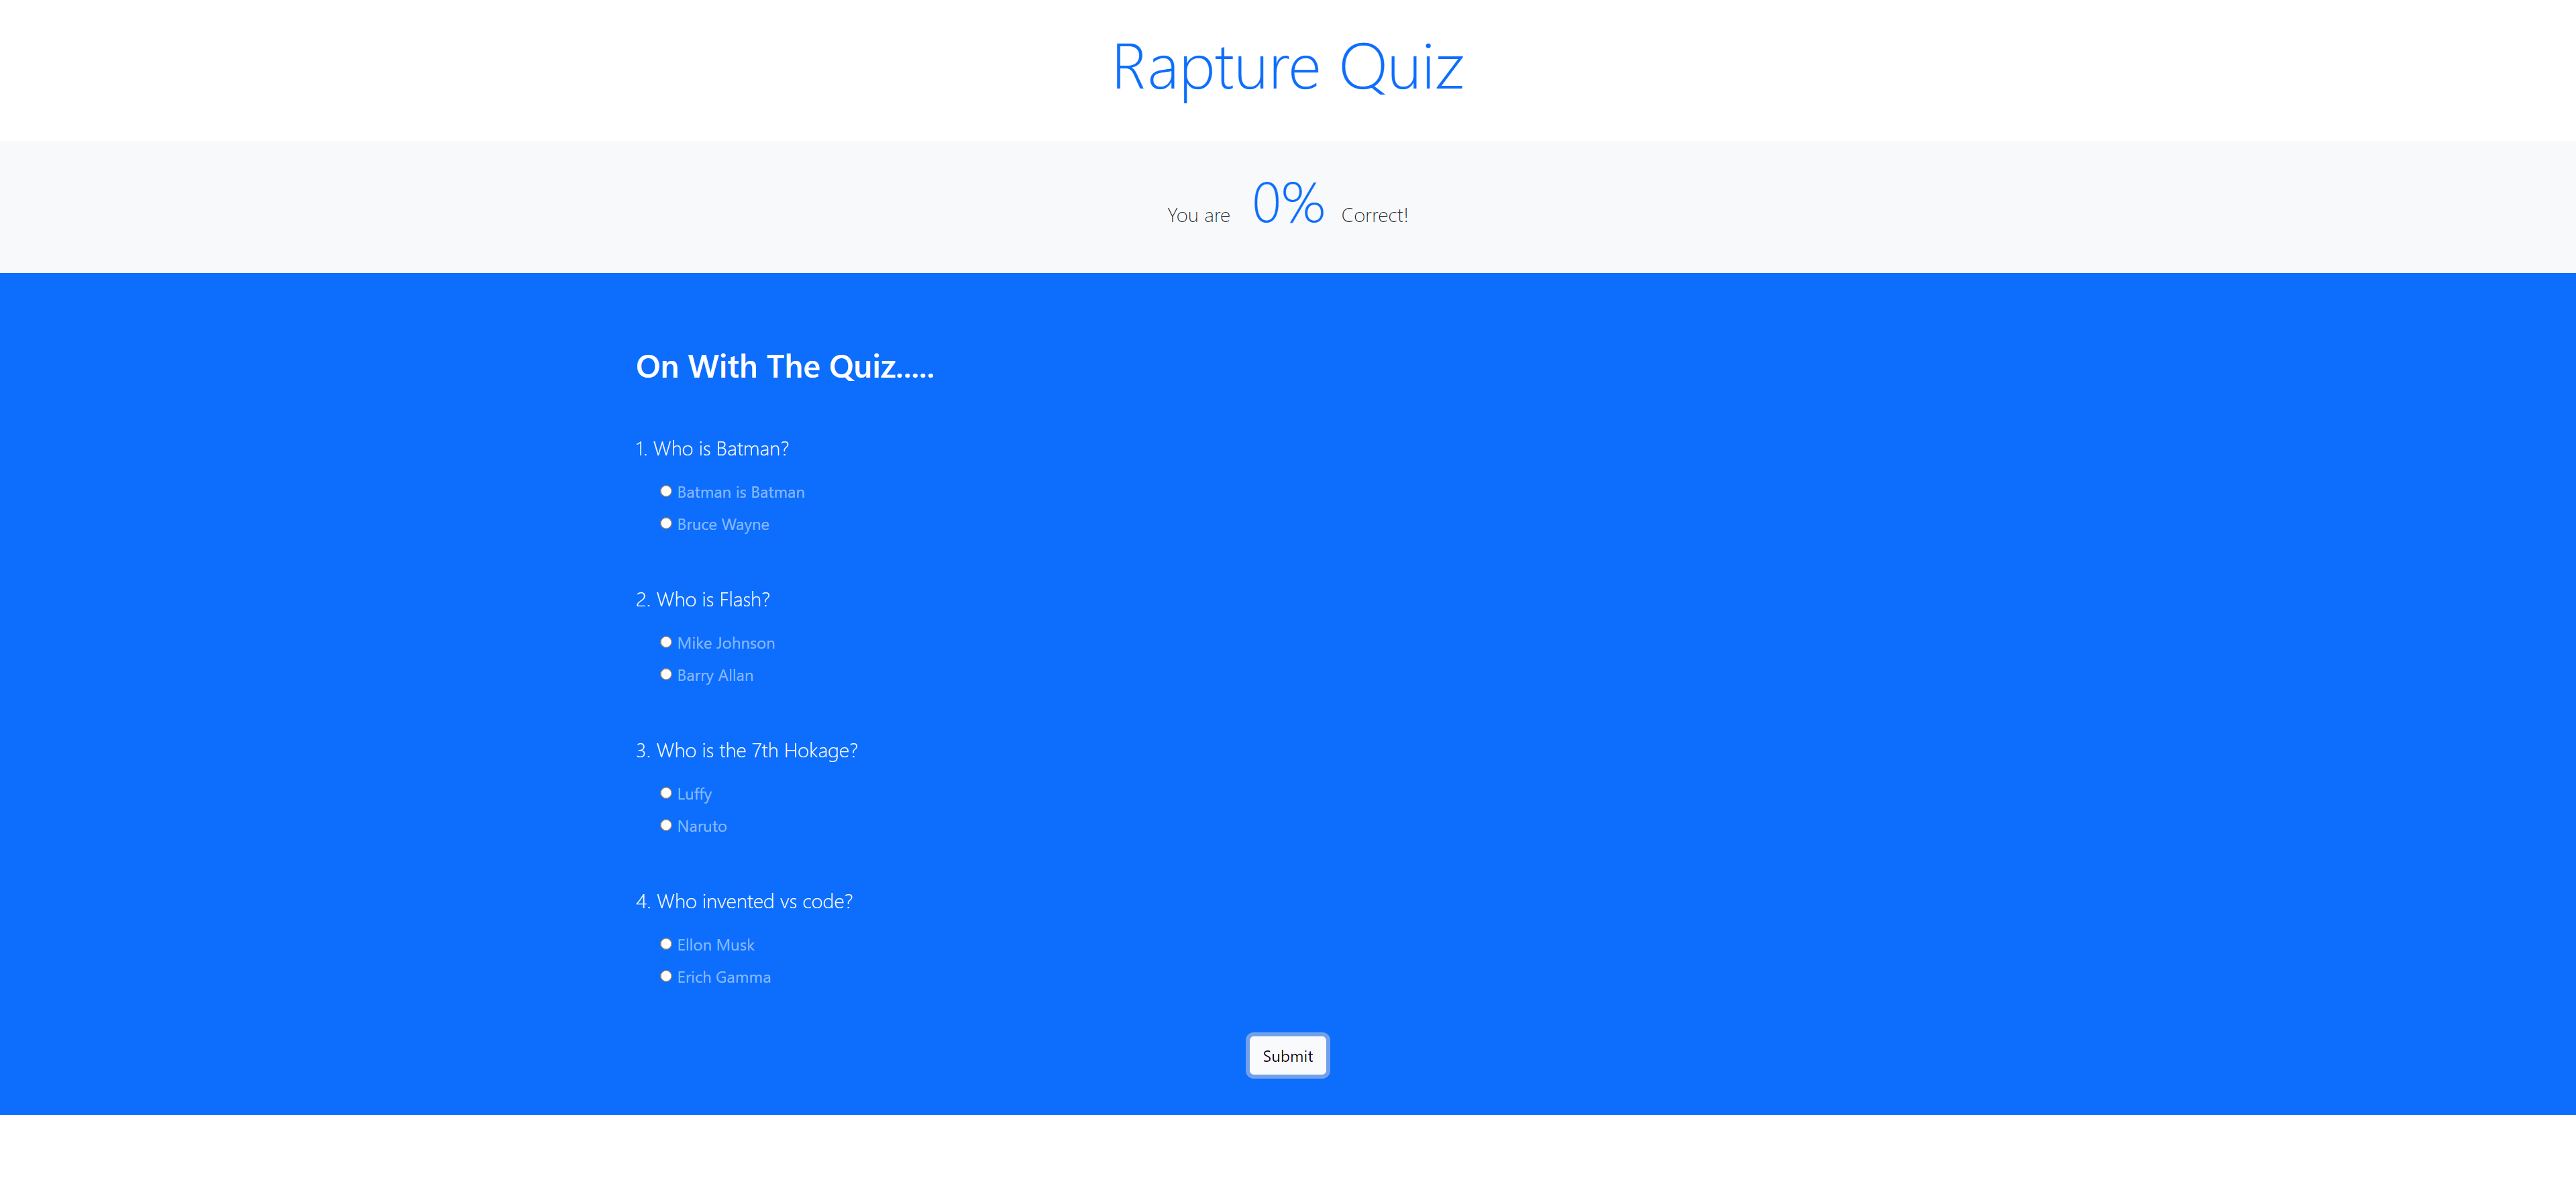 Rapture Quiz
You are 0% Correct!
On With The Quiz.....
1. Who is Batman?
Batman is Batman
Bruce Wayne
2. Who is Flash?
Mike Johnson
Barry Allan
3. Who is the 7th Hokage?
Luffy
Naruto
4. Who invented vs code?
Ellon Musk
Erich Gamma
Submit